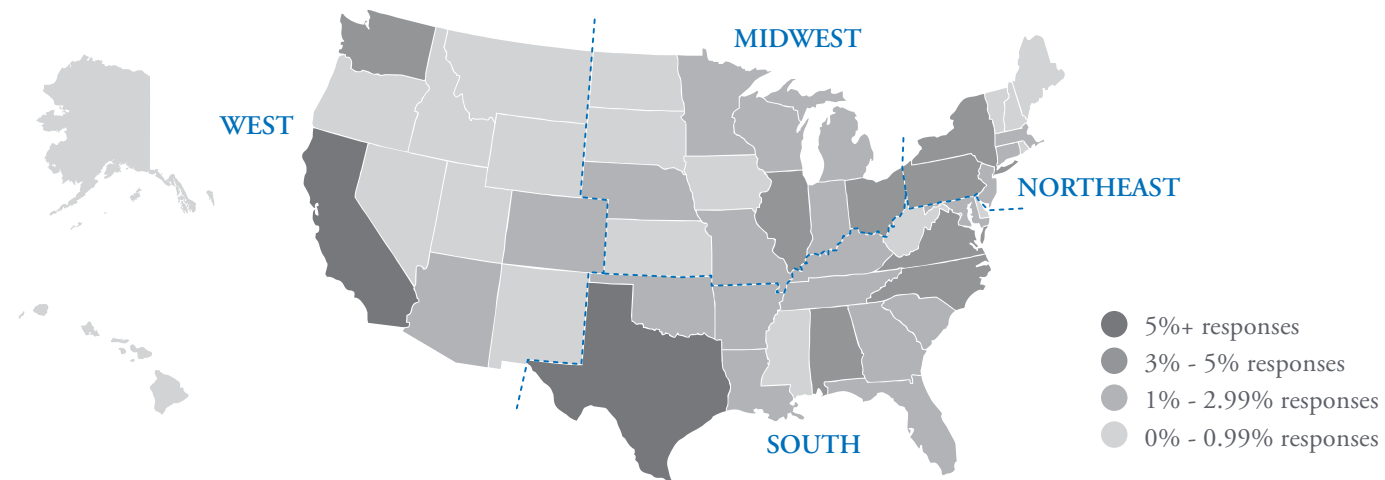 MIDWEST
WEST
NORTHEAST
SOUTH
5%+ responses
3% - 5% responses
1% - 2.99% responses
0% - 0.99% responses